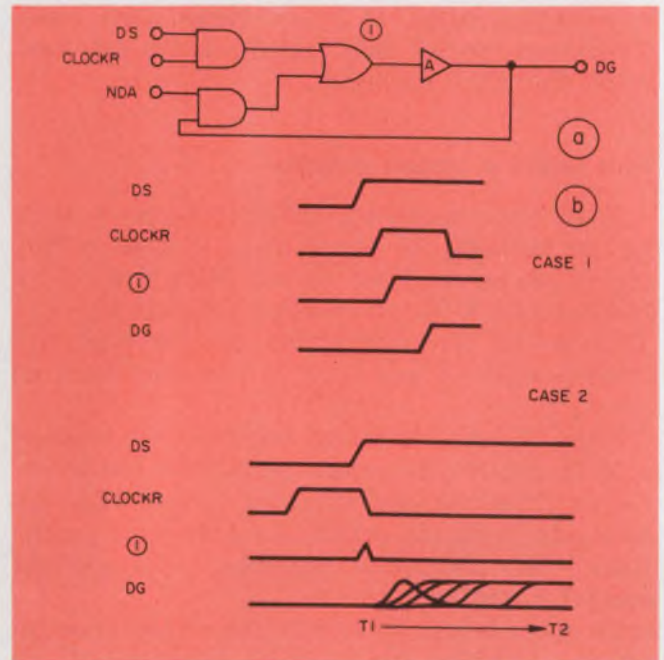 DS
CLOCKR
NDA
①
A
DG
ⓐ
ⓑ
DS
CLOCKR
CASE 1
①
DG
CASE 2
DS
CLOCKR
①
DG
T1 T2